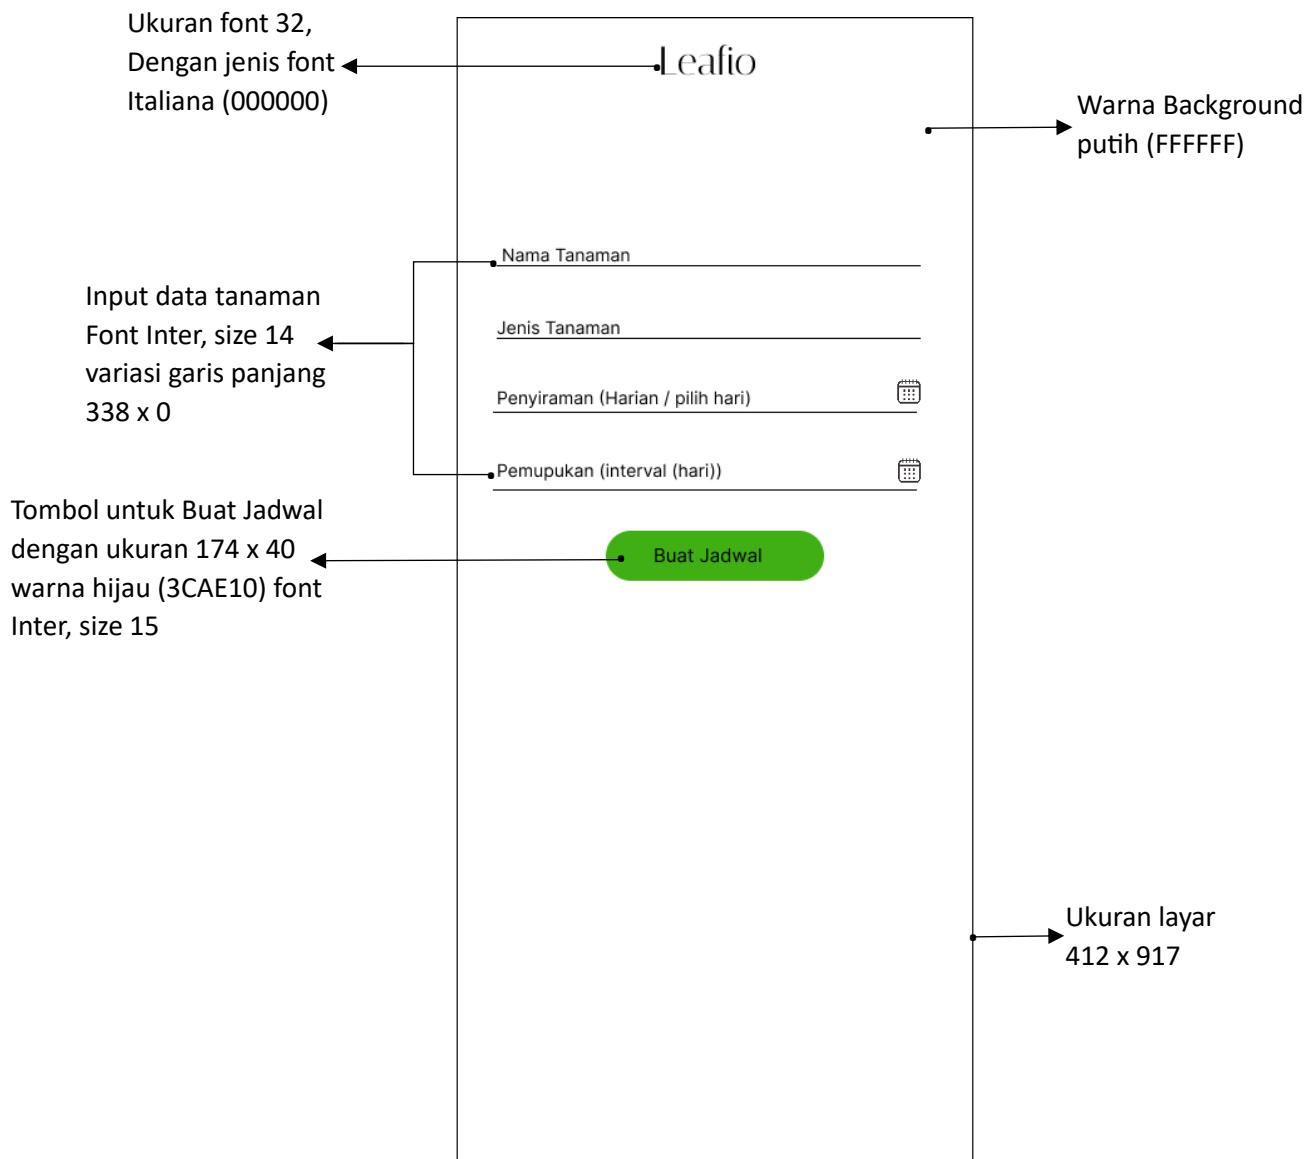 Ukuran font 32,
Dengan jenis font
Italiana (000000)
Leafio
Warna Background
putih (FFFFFF)
Nama Tanaman
Input data tanaman
Font Inter, size 14
variasi garis panjang
338 x 0
Jenis Tanaman
Penyiraman (Harian / pilih hari)
Pemupukan (interval (hari))
Tombol untuk Buat Jadwal
dengan ukuran 174 x 40
warna hijau (3CAE10) font
Inter, size 15
Buat Jadwal
Ukuran layar
412 x 917